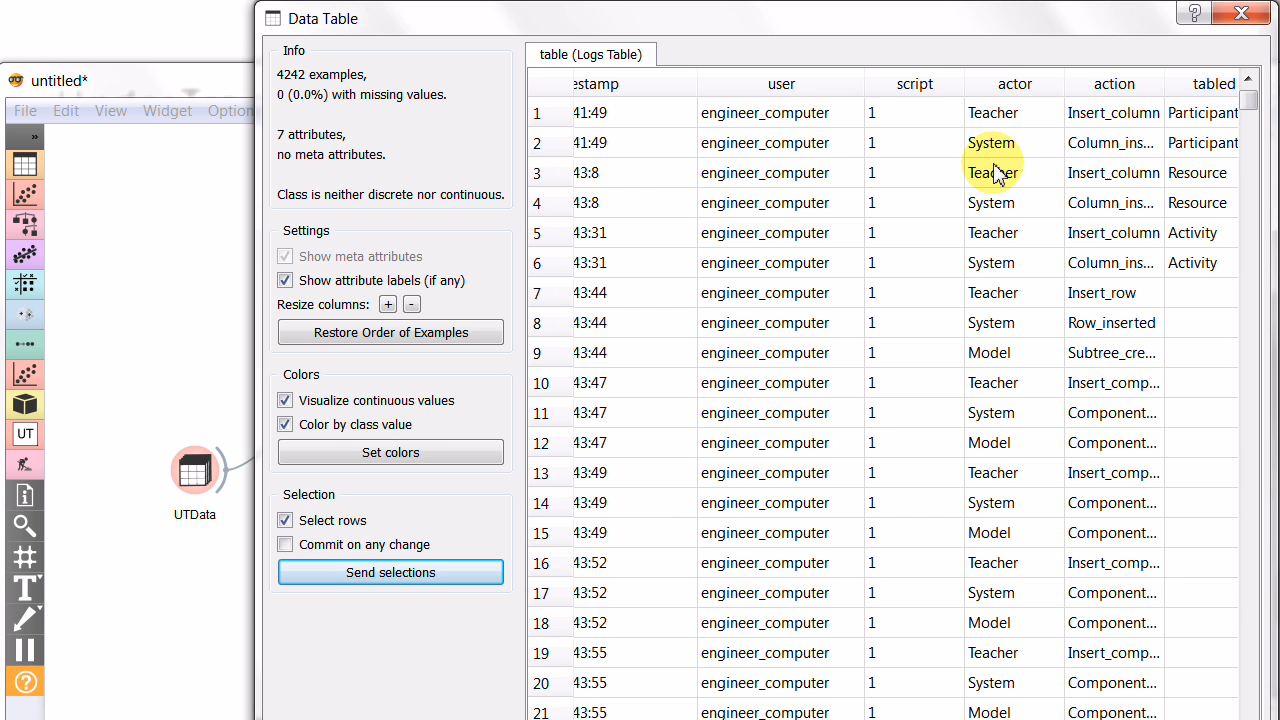 Data Table
?
untitled*
File Edit View Widget Option
»
UT
UTData
T
?
Info
4242 examples,
0 (0.0%) with missing values.
7 attributes,
no meta attributes.
Class is neither discrete nor continuous.
Settings
Show meta attributes
Show attribute labels (if any)
Resize columns: + -
Restore Order of Examples
Colors
Visualize continuous values
Color by class value
Set colors
Selection
Select rows
Commit on any change
Send selections
table (Logs Table)
estamp user script actor action tabled
1 41:49 engineer_computer 1 Teacher Insert_column Participant
2 41:49 engineer_computer 1 System Column_ins... Participant
3 43:8 engineer_computer 1 Teacher Insert_column Resource
4 43:8 engineer_computer 1 System Column_ins... Resource
5 43:31 engineer_computer 1 Teacher Insert_column Activity
6 43:31 engineer_computer 1 System Column_ins... Activity
7 43:44 engineer_computer 1 Teacher Insert_row
8 43:44 engineer_computer 1 System Row_inserted
9 43:44 engineer_computer 1 Model Subtree_cre...
10 43:47 engineer_computer 1 Teacher Insert_comp...
11 43:47 engineer_computer 1 System Component...
12 43:47 engineer_computer 1 Model Component...
13 43:49 engineer_computer 1 Teacher Insert_comp...
14 43:49 engineer_computer 1 System Component...
15 43:49 engineer_computer 1 Model Component...
16 43:52 engineer_computer 1 Teacher Insert_comp...
17 43:52 engineer_computer 1 System Component...
18 43:52 engineer_computer 1 Model Component...
19 43:55 engineer_computer 1 Teacher Insert_comp...
20 43:55 engineer_computer 1 System Component...
21 43:55 engineer_computer 1 Model Component...